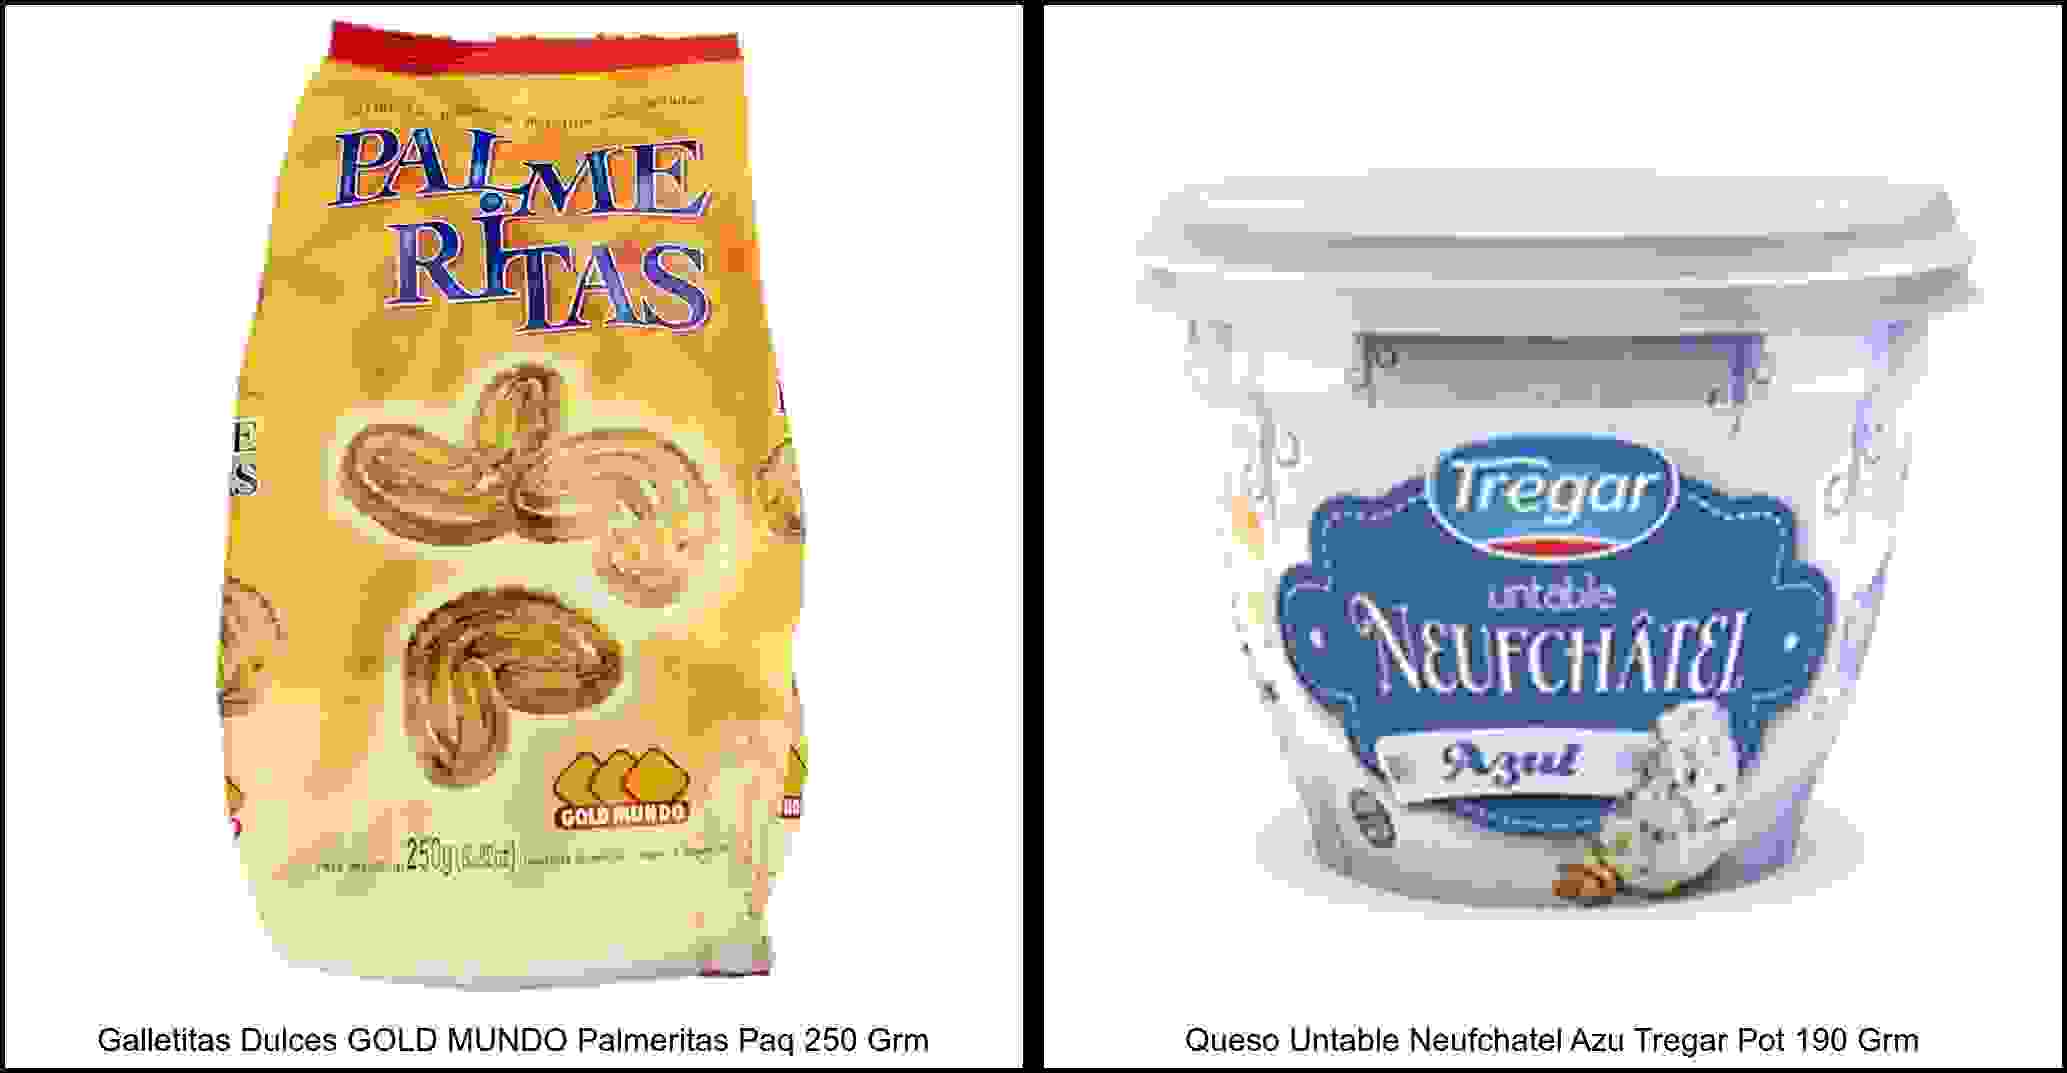 PALME
RiTAS
E
S
GOLD MUNDO
250g
Galletitas Dulces GOLD MUNDO Palmeritas Paq 250 Grm
Tregar
untable
NEUFCHÂTEL
Azul
Queso Untable Neufchatel Azu Tregar Pot 190 Grm